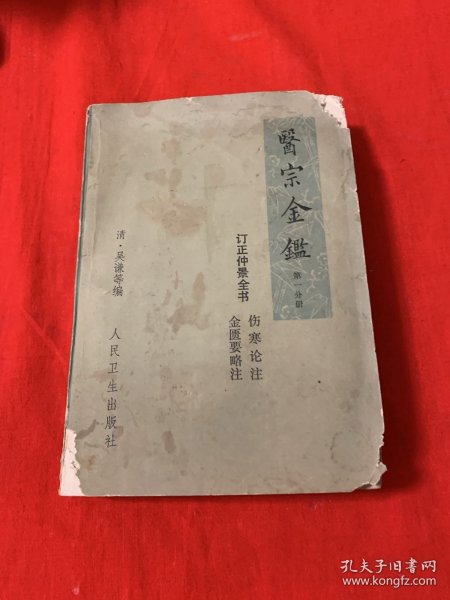 醫宗金鑑
第一分册
订正仲景全书
伤寒论注
金匮要略注
清·吴谦等编
人民卫生出版社
孔夫子旧书网
www.kongfz.com